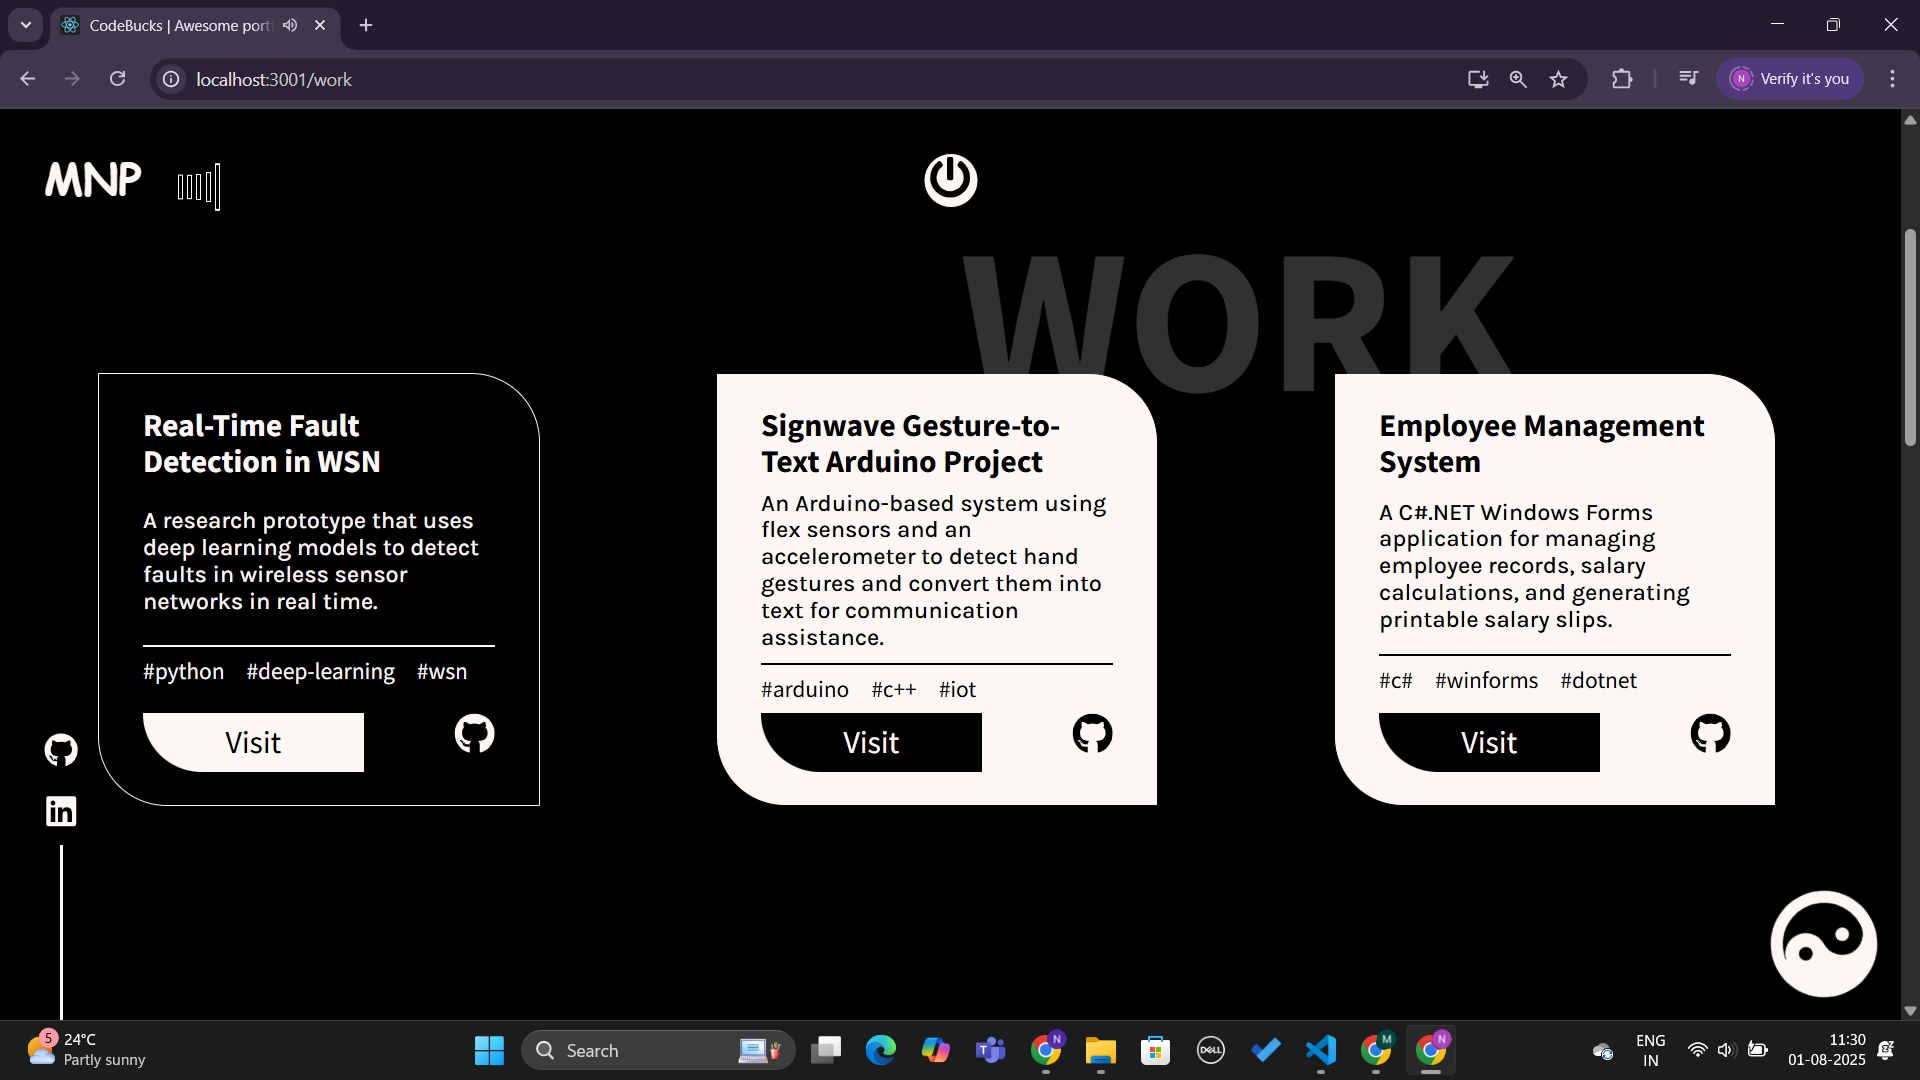 CodeBucks | Awesome port
localhost:3001/work
N
Verify it's you
MNP
WORK
Real-Time Fault
Detection in WSN
A research prototype that uses
deep learning models to detect
faults in wireless sensor
networks in real time.
#python #deep-learning #wsn
Visit
Signwave Gesture-to-
Text Arduino Project
An Arduino-based system using
flex sensors and an
accelerometer to detect hand
gestures and convert them into
text for communication
assistance.
#arduino #c++ #iot
Visit
Employee Management
System
A C#.NET Windows Forms
application for managing
employee records, salary
calculations, and generating
printable salary slips.
#c# #winforms #dotnet
Visit
in
5
24°C
Partly sunny
Search
T
N
DELL
M
N
ENG
IN
11:30
01-08-2025